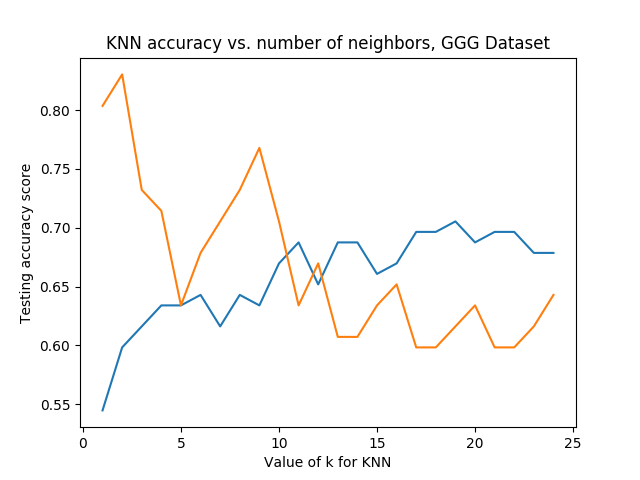 KNN accuracy vs. number of neighbors, GGG Dataset
0.80
0.75
0.70
0.65
0.60
0.55
Testing accuracy score
0 5 10 15 20 25
Value of k for KNN